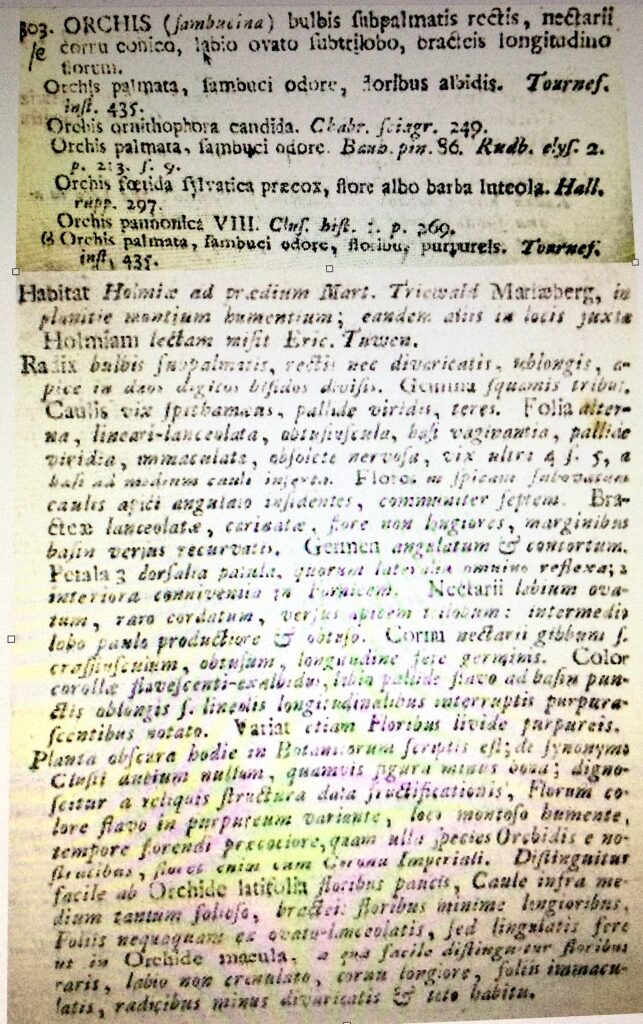 803. ORCHIS (ſambucina) bulbis ſubpalmatis rectis, nectarii
cornu conico, labio ovato ſubtrilobo, bracteis longitudine
florum.
Orchis palmata, ſambuci odore, floribus albidis. Tournef.
inſt. 435.
Orchis ornithophora candida. Chabr. ſciagr. 249.
Orchis palmata, ſambuci odore. Bauh. pin. 86. Rudb. elyſ. 2.
p. 213. f. 9.
Orchis fœtida ſylvatica præcox, flore albo barba luteola. Hall.
rupp. 297.
Orchis pannonica VIII. Cluſ. hiſt. 1. p. 269.
Orchis palmata, ſambuci odore, floribus purpureis. Tournef.
inſt. 435.
Habitat Holmiæ ad prædium Mart. Triewald Mariæberg, in
planitie montium humentium; eandem aliis in locis juxta
Holmiam lectam miſit Eric. Tuwen.
Radix bulbis ſubpalmatis, rectis nec divaricatis, oblongis, a-
pice in duos digitos bifidos diviſis. Gemma ſquamis tribus.
Caulis vix ſpithamæus, pallide viridis, teres. Folia alter-
na, lineari-lanceolata, obtuſiuſcula, baſi vaginantia, pallide
viridia, immaculata, obſolete nervoſa, vix ultra 4 ſ. 5, a
baſi ad medium cauli inſerta. Flores in ſpicam ſubovatam
caulis apici angulato inſidentes, communiter ſeptem. Bra-
cteæ lanceolatæ, carinatæ, flore non longiores, marginibus
baſin verſus recurvatis. Germen angulatum & contortum.
Petala 3 dorſalia patula, quorum lateralia omnino reflexa; 2
interiora conniventia in fornicem. Nectarii labium ova-
tum, raro cordatum, verſus apicem trilobum: intermedio
lobo paulo productiore & obtuſo. Cornu nectarii gibbum ſ.
craſſiuſculum, obtuſum, longitudine fere germinis. Color
corollæ flaveſcenti-exalbidus, labio pallide flavo ad baſin pun-
ctis oblongis ſ. lineolis longitudinalibus interruptis purpura-
ſcentibus notato. Variat etiam Floribus livide purpureis.
Planta obſcura hodie in Botanicorum ſcriptis eſt; de ſynonymo
Cluſii dubium nullum, quamvis figura minus bona; digno-
ſcitur a reliquis ſtructura data fructificationis, Florum co-
lore flavo in purpureum variante, loco montoſo humente,
tempore florendi præcociore, quam ulla ſpecies Orchidis e no-
ſtratibus, floret enim cum Corona Imperiali. Diſtinguitur
facile ab Orchide latifolia floribus paucis, Caule infra me-
dium tantum folioſo, bracteis floribus minime longioribus,
Foliis nequaquam ex ovato-lanceolatis, ſed lingulatis fere
ut in Orchide macula. a qua facile diſtinguitur floribus
raris, labio non crenulato, cornu longiore, foliis immacu-
latis, radicibus minus divaricatis & toto habitu.